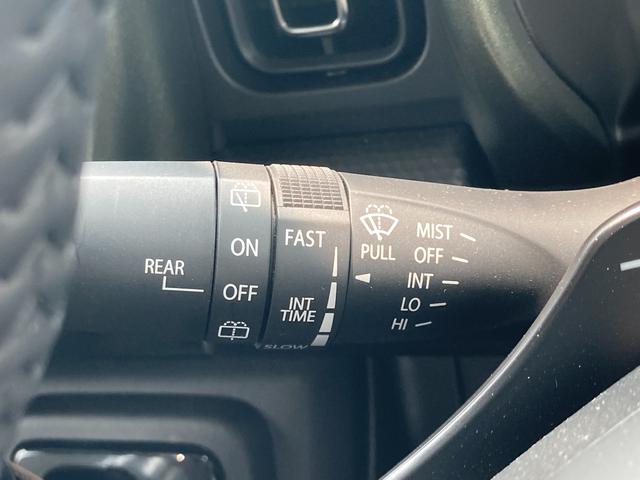 REAR
ON
OFF
FAST
INT
TIME
SLOW
PULL
MIST
OFF
INT
LO
HI